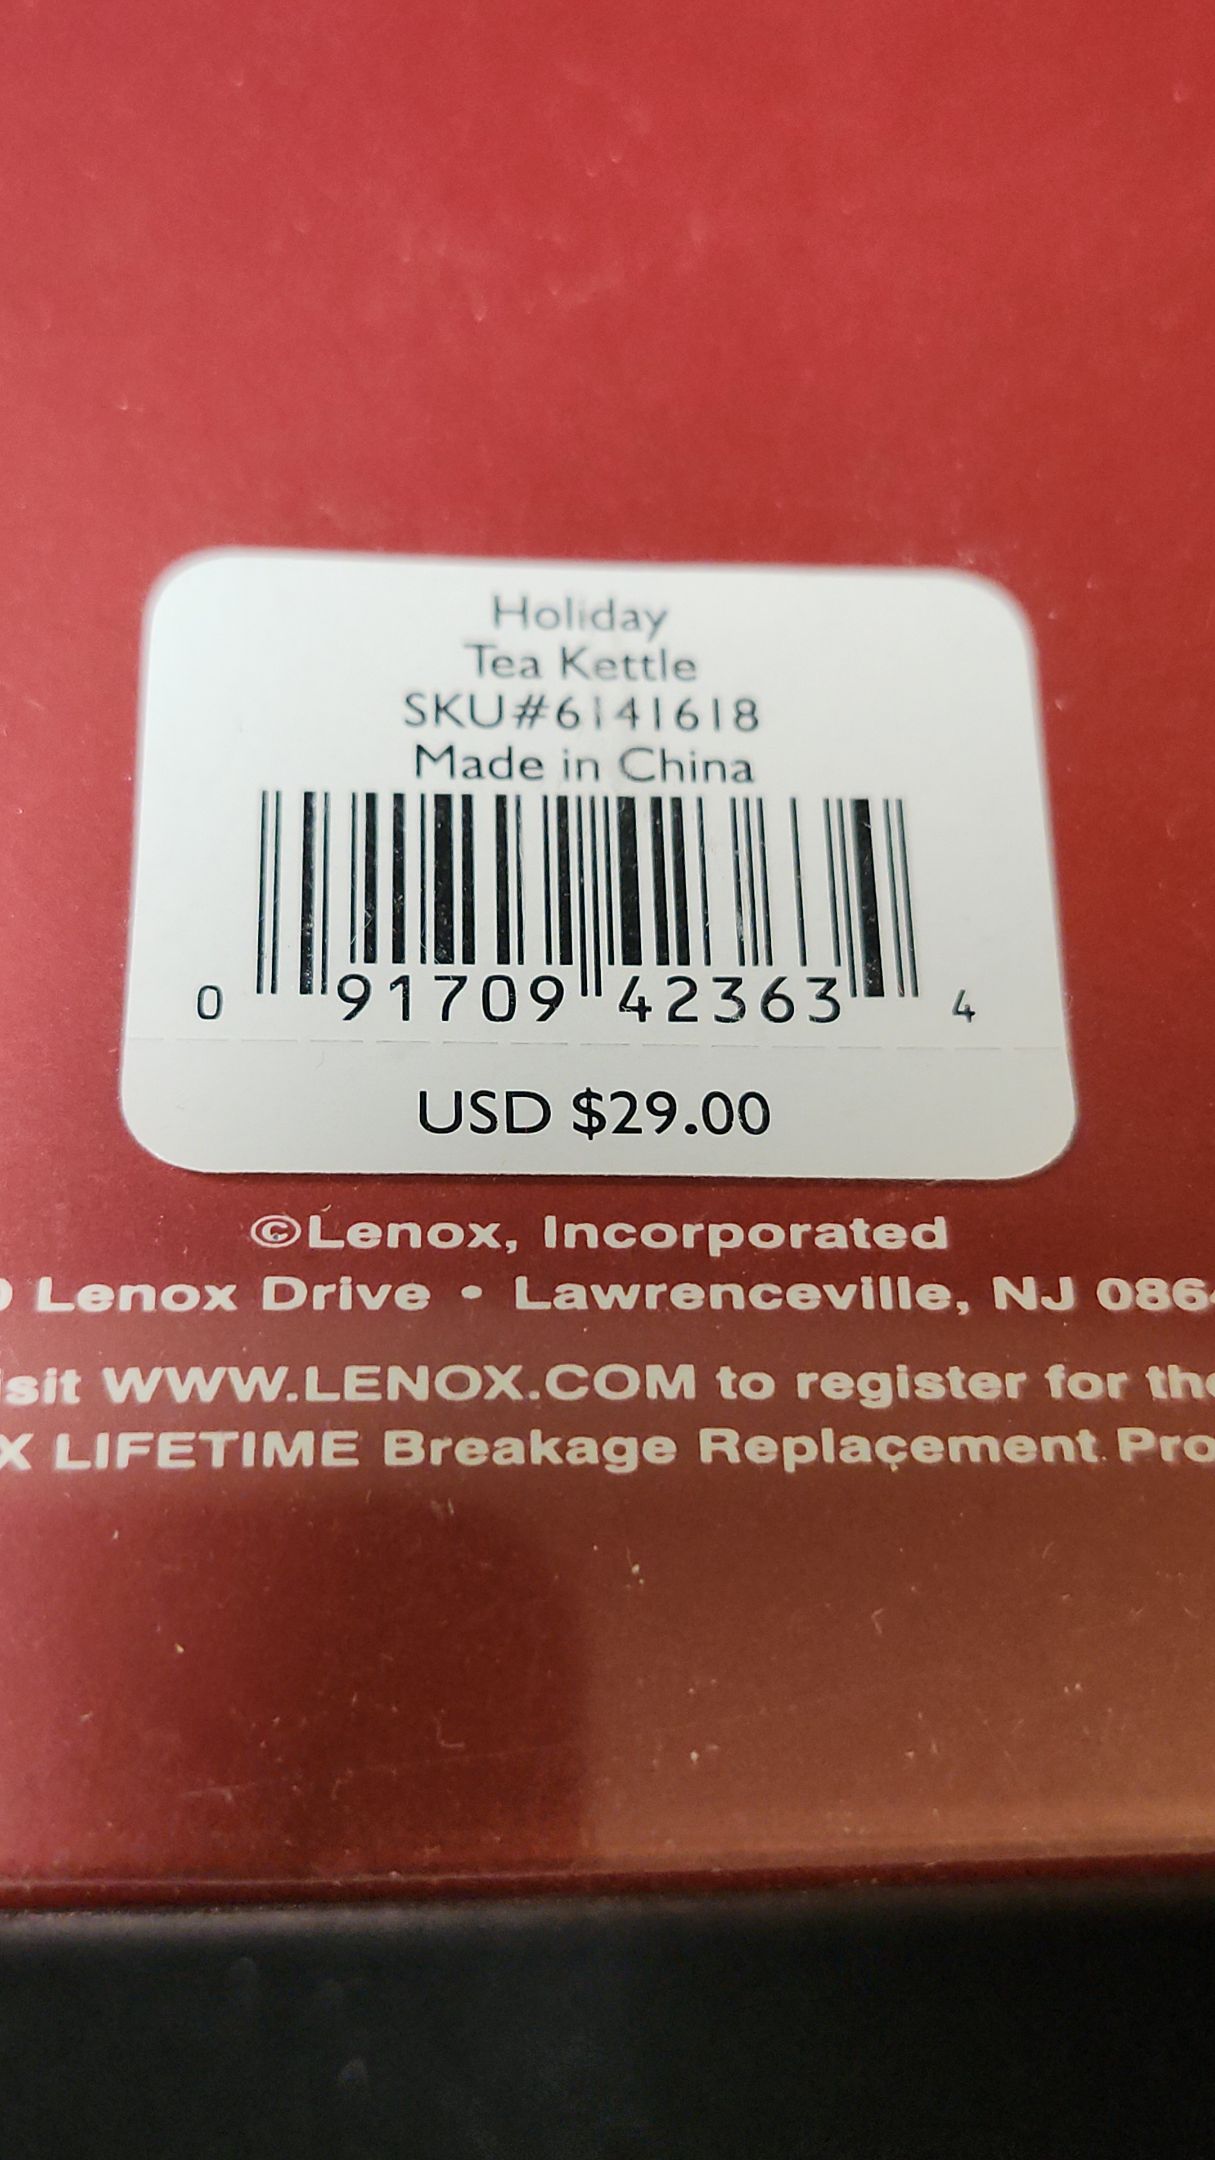 Holiday
Tea Kettle
SKU#6141618
Made in China
0 91709 42363 4
USD $29.00
©Lenox, Incorporated
Lenox Drive • Lawrenceville, NJ
WWW.LENOX.COM to register for
LIFETIME Breakage Replacement